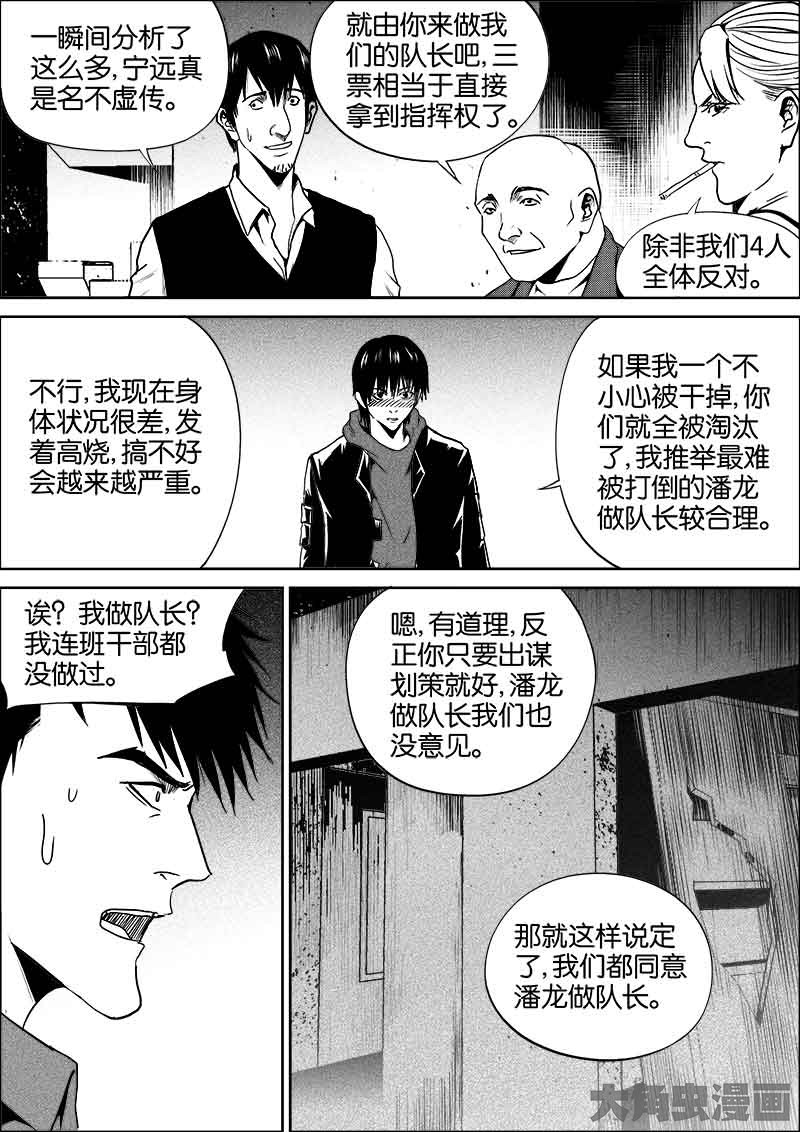 一瞬间分析了
这么多,宁远真
是名不虚传。
就由你来做我
们的队长吧,三
票相当于直接
拿到指挥权了。
除非我们4人
全体反对。
不行,我现在身
体状况很差,发
着高烧,搞不好
会越来越严重。
如果我一个不
小心被干掉,你
们就全被淘汰
了,我推举最难
被打倒的潘龙
做队长较合理。
诶？我做队长？
我连班干部都
没做过。
嗯,有道理,反
正你只要出谋
划策就好,潘龙
做队长我们也
没意见。
那就这样说定
了,我们都同意
潘龙做队长。
大角虫漫画